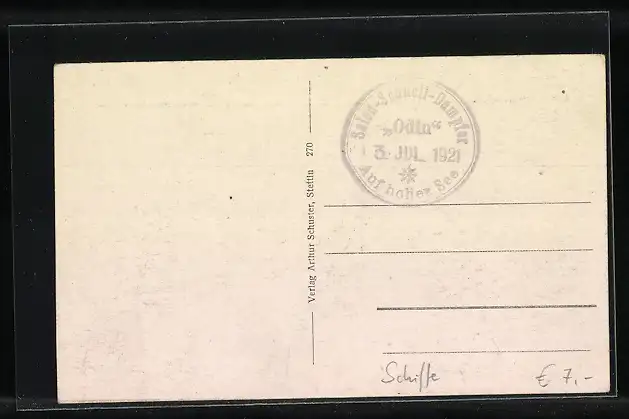 Salon-Schnell-Dampfer
„Odin“
3. JUL. 1921
Auf hoher See
Verlag Arthur Schuster, Stettin 270
Schiffe
€ 7,-